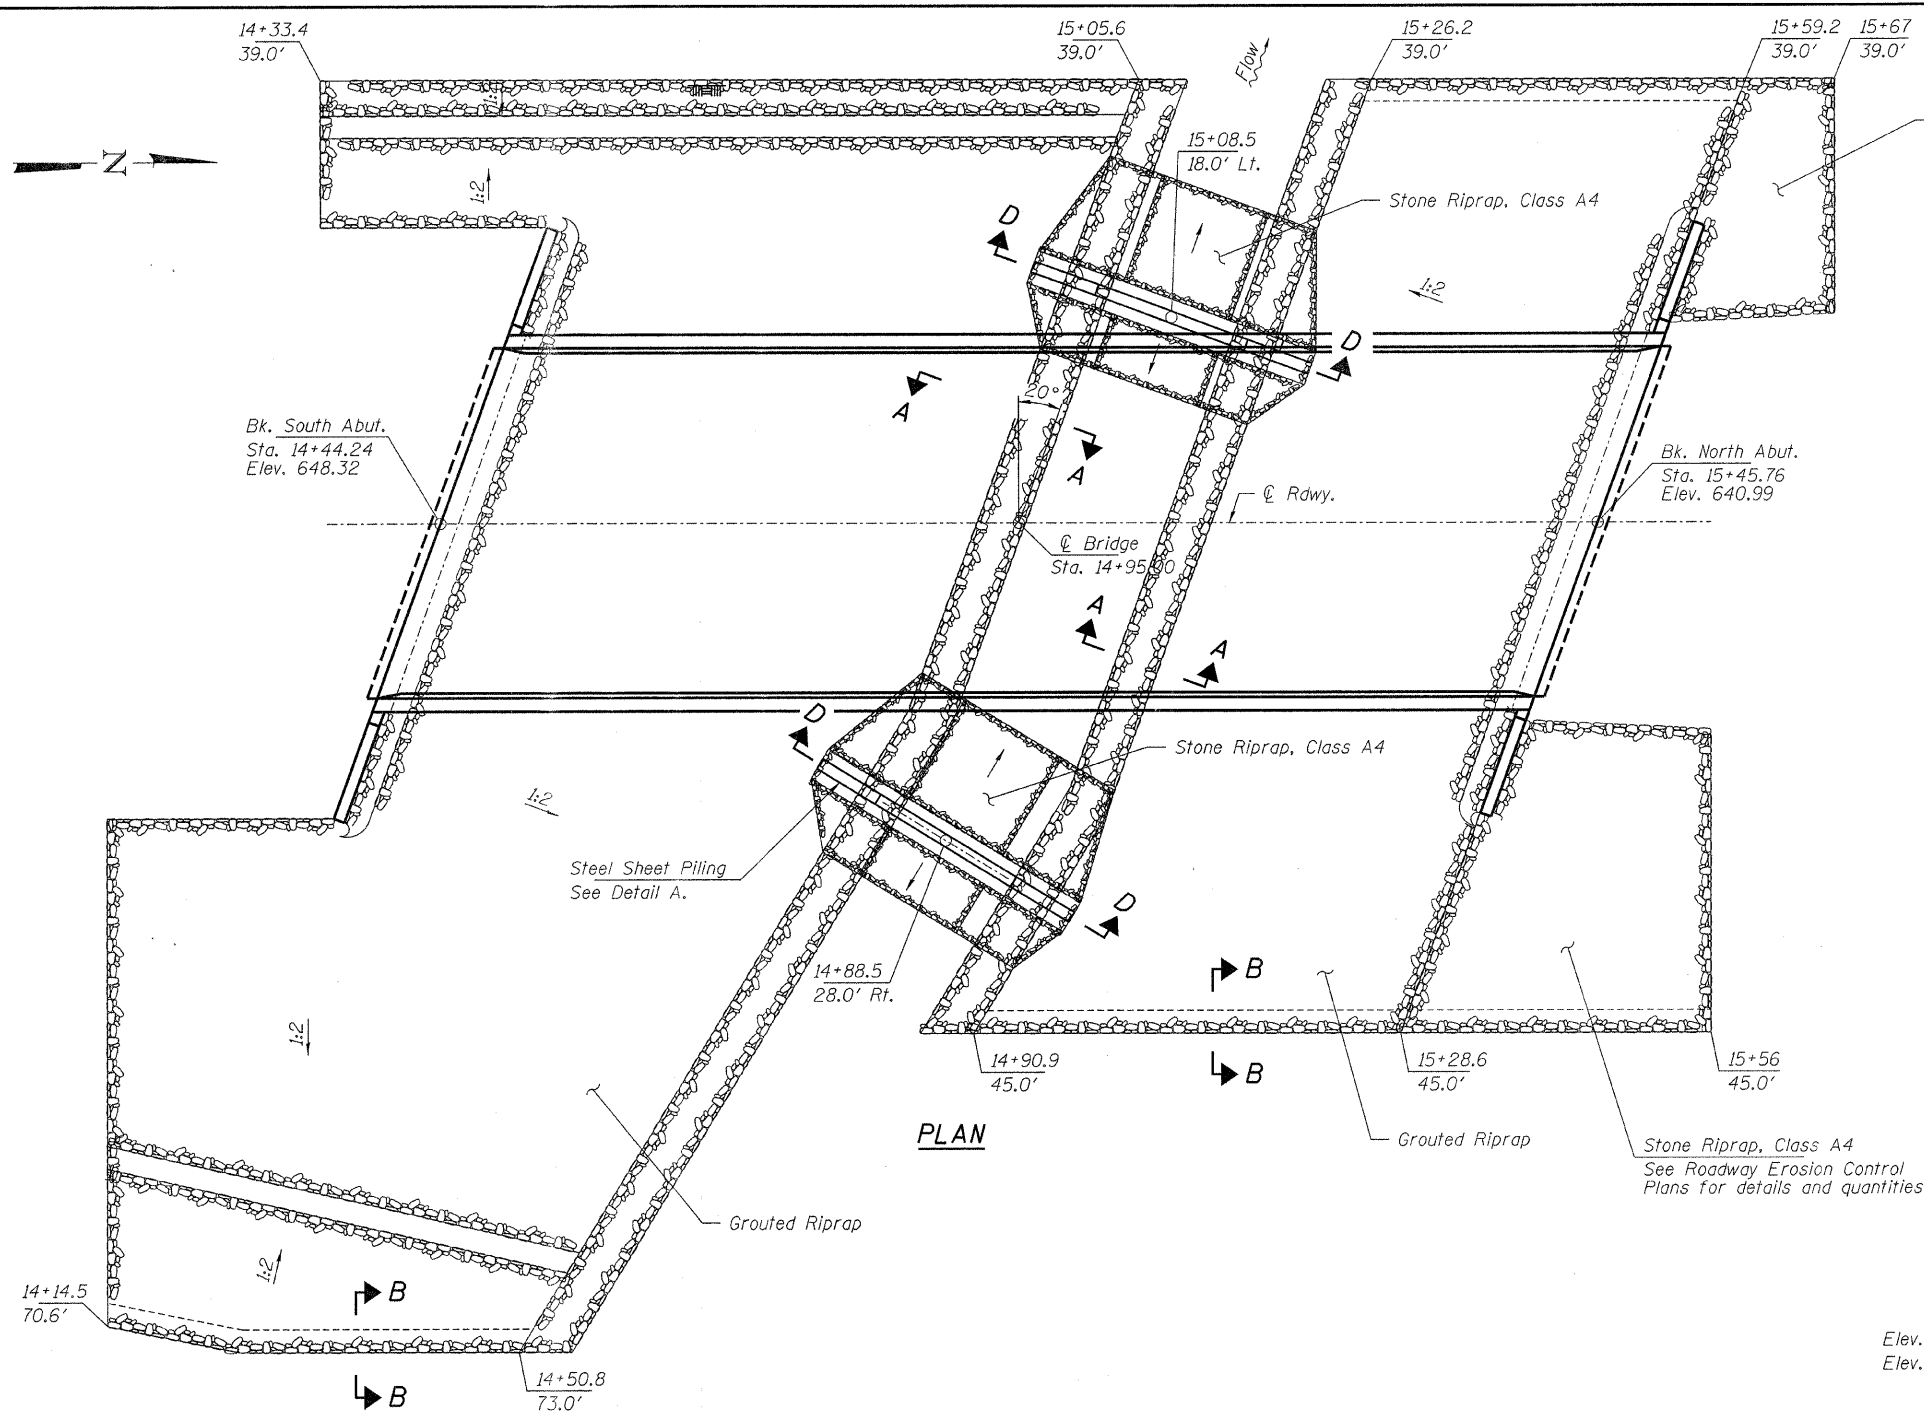 14+33.4
39.0'
15+05.6
39.0'
Flow
15+26.2
39.0'
15+59.2
39.0'
15+67
39.0'
1:2
N
15+08.5
18.0' Lt.
1:2
Stone Riprap, Class A4
D
1:2
D
A
20°
A
Bk. South Abut.
Sta. 14+44.24
Elev. 648.32
Bk. North Abut.
Sta. 15+45.76
Elev. 640.99
℄ Rdwy.
℄ Bridge
Sta. 14+95.00
A
A
D
Stone Riprap, Class A4
1:2
Steel Sheet Piling
See Detail A.
D
14+88.5
28.0' Rt.
B
1:2
14+90.9
45.0'
B
15+28.6
45.0'
15+56
45.0'
PLAN
Grouted Riprap
Stone Riprap, Class A4
See Roadway Erosion Control
Plans for details and quantities
Grouted Riprap
1:2
14+14.5
70.6'
B
B
14+50.8
73.0'
Elev.
Elev.